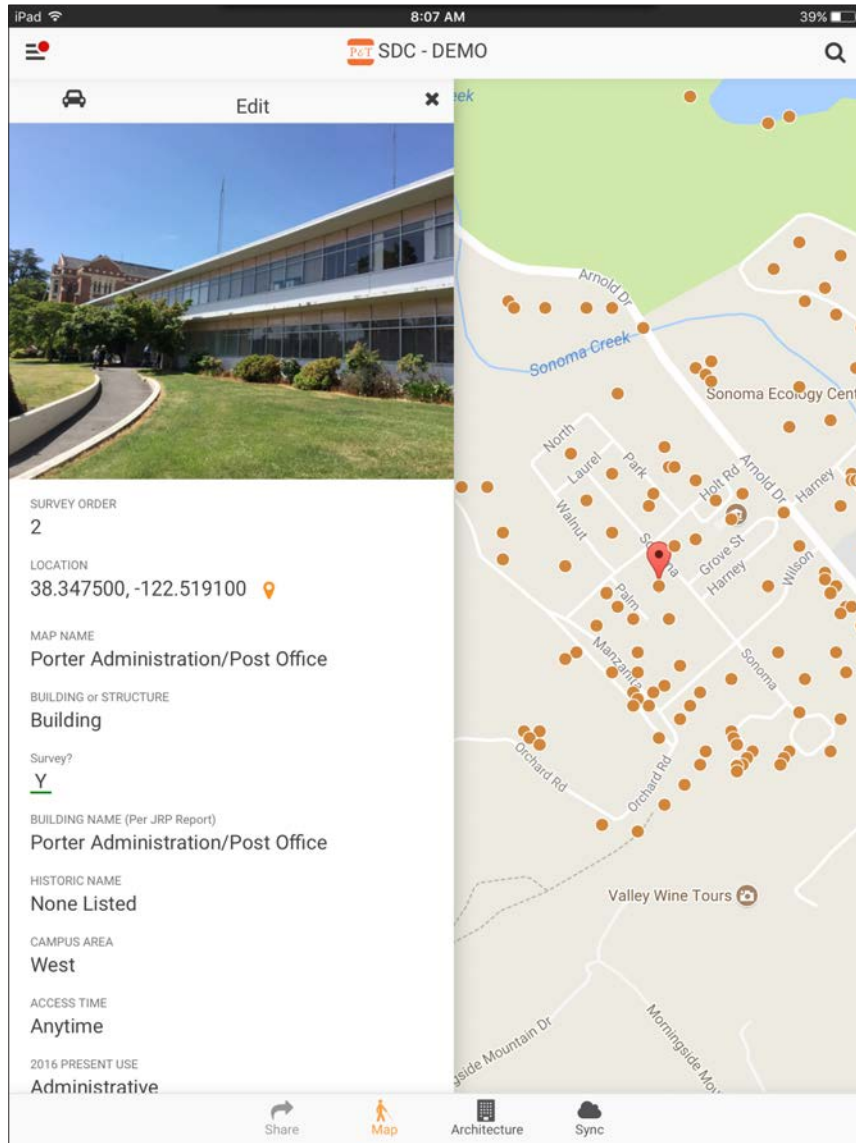 iPad
8:07 AM
39%
P&T SDC - DEMO
Edit
SURVEY ORDER
2
LOCATION
38.347500, -122.519100
MAP NAME
Porter Administration/Post Office
BUILDING or STRUCTURE
Building
Survey?
Y
BUILDING NAME (Per JRP Report)
Porter Administration/Post Office
HISTORIC NAME
None Listed
CAMPUS AREA
West
ACCESS TIME
Anytime
2016 PRESENT USE
Administrative
eek
Arnold Dr
Sonoma Creek
Sonoma Ecology Cent
North
Laurel
Park
Holt Rd
Arnold Dr
Harney
Walnut
Sonoma
Grove St
Harney
Wilson
Palm
Manzanita
Sonoma
Orchard Rd
Orchard Rd
Valley Wine Tours
gside Mountain Dr
Morningside Mou
Share
Map
Architecture
Sync